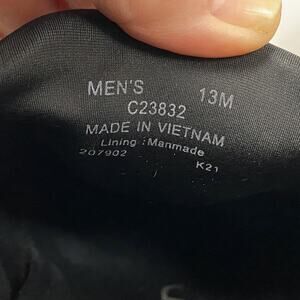 MEN'S 13M
C23832
MADE IN VIETNAM
Lining :Manmade
207902 K21